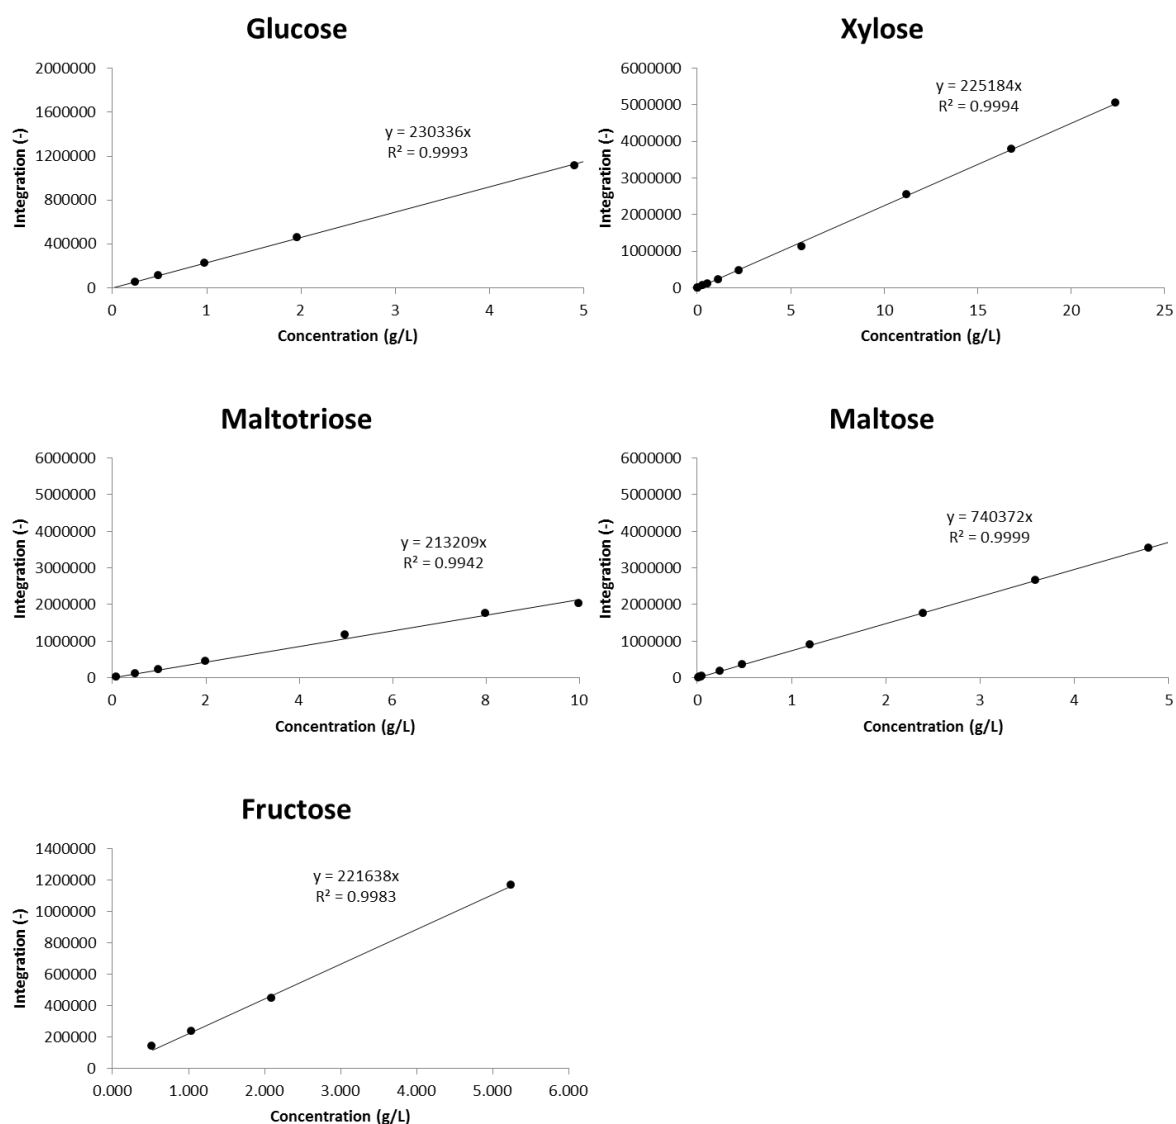 Glucose
2000000
1600000
1200000
800000
400000
0
Integration (-)
y = 230336x
R² = 0.9993
0 1 2 3 4 5
Concentration (g/L)
Xylose
6000000
5000000
4000000
3000000
2000000
1000000
0
Integration (-)
y = 225184x
R² = 0.9994
0 5 10 15 20 25
Concentration (g/L)
Maltotriose
6000000
5000000
4000000
3000000
2000000
1000000
0
Integration (-)
y = 213209x
R² = 0.9942
0 2 4 6 8 10
Concentration (g/L)
Maltose
6000000
5000000
4000000
3000000
2000000
1000000
0
Integration (-)
y = 740372x
R² = 0.9999
0 1 2 3 4 5
Concentration (g/L)
Fructose
1400000
1200000
1000000
800000
600000
400000
200000
0
Integration (-)
y = 221638x
R² = 0.9983
0.000 1.000 2.000 3.000 4.000 5.000 6.000
Concentration (g/L)